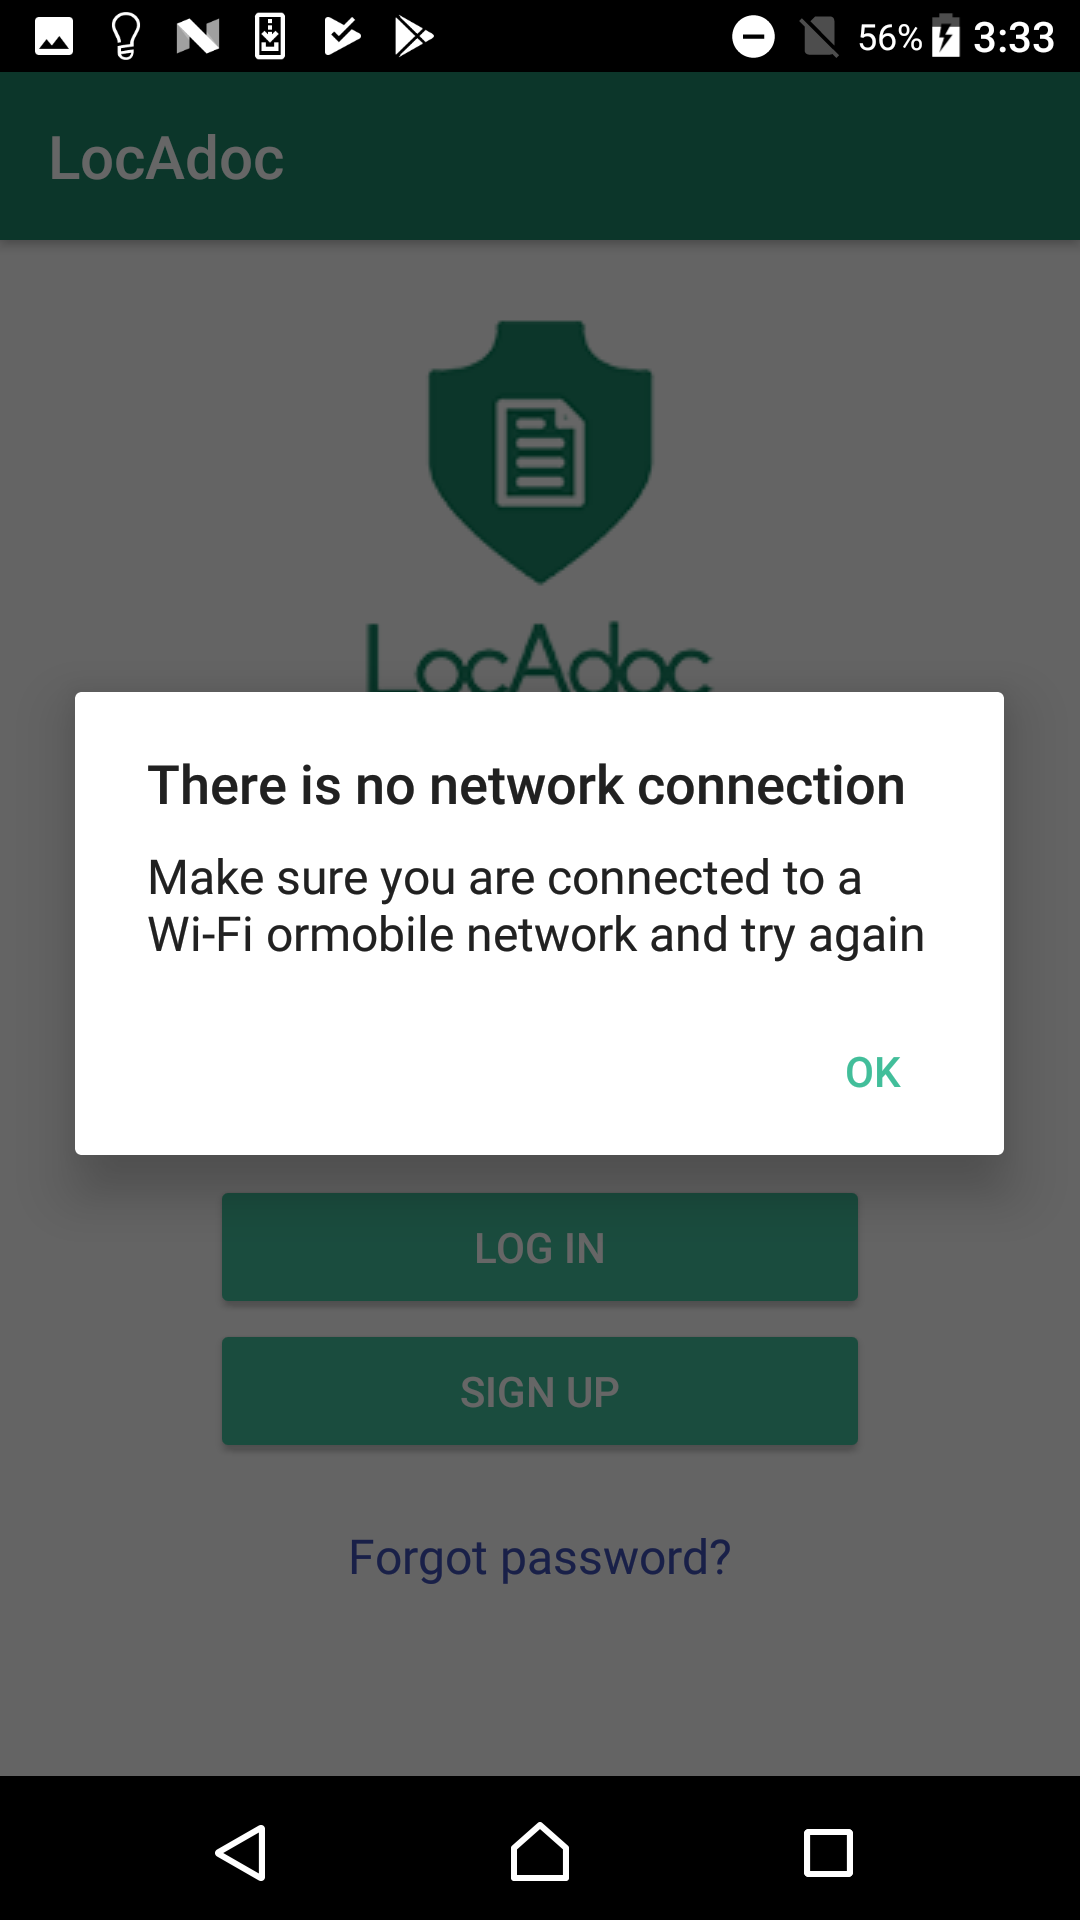 56% 3:33
LocAdoc
LocAdoc
There is no network connection
Make sure you are connected to a
Wi-Fi ormobile network and try again
OK
LOG IN
SIGN UP
Forgot password?